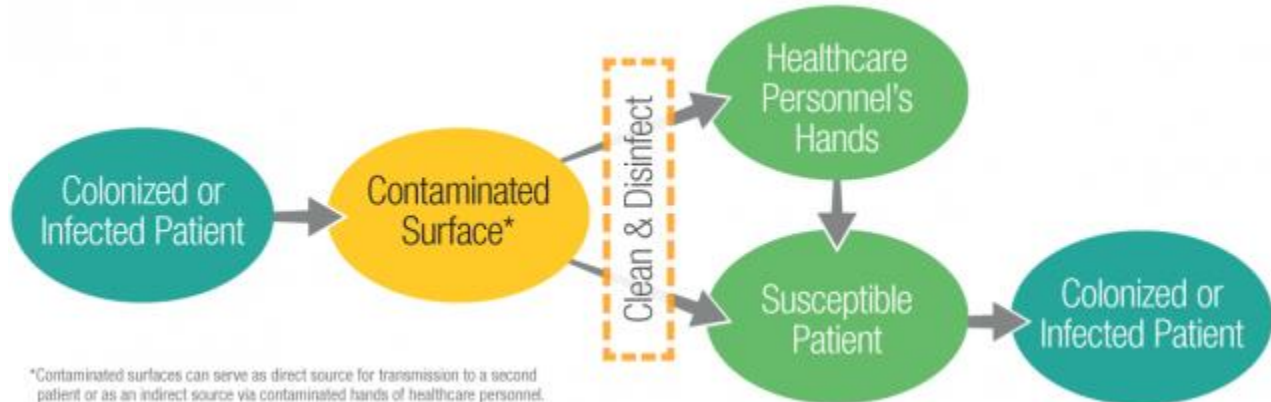 Colonized or
Infected Patient
Contaminated
Surface*
Clean & Disinfect
Healthcare
Personnel's
Hands
Susceptible
Patient
Colonized or
Infected Patient
*Contaminated surfaces can serve as direct source for transmission to a second
patient or as an indirect source via contaminated hands of healthcare personnel.